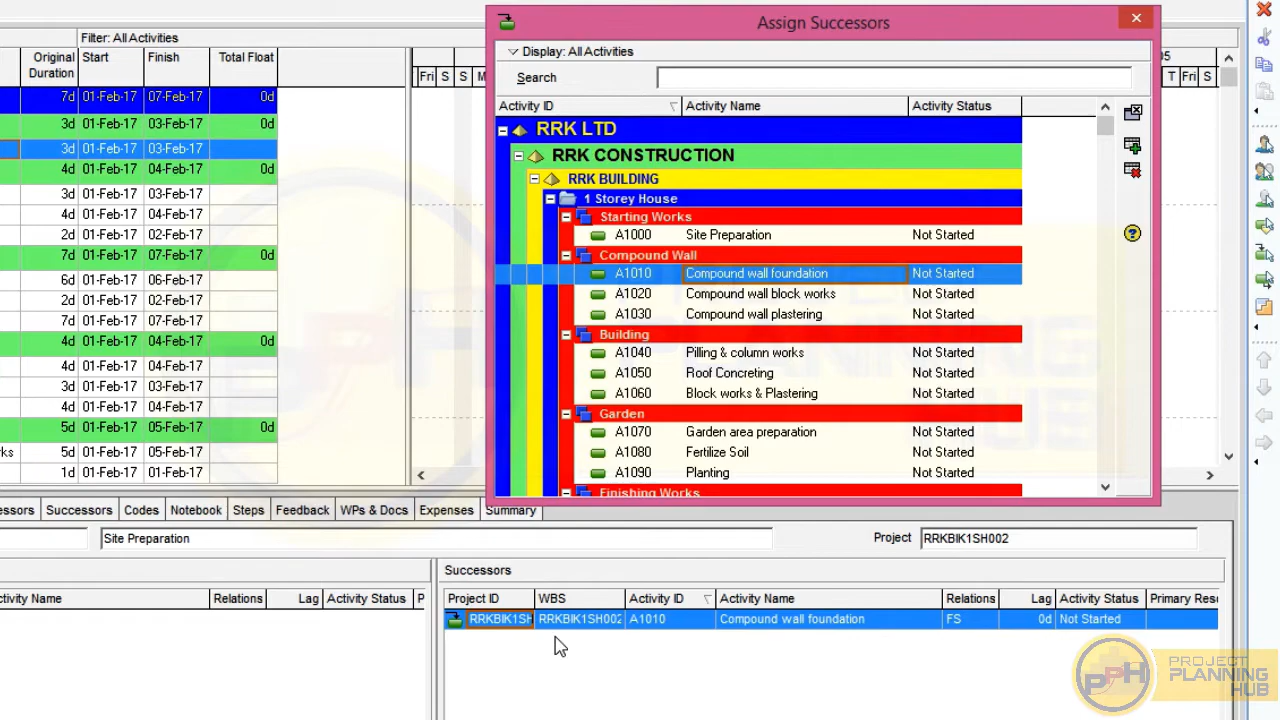 Filter: All Activities
Original Duration Start Finish Total Float
7d 01-Feb-17 07-Feb-17 0d
3d 01-Feb-17 03-Feb-17 0d
3d 01-Feb-17 03-Feb-17
4d 01-Feb-17 04-Feb-17 0d
3d 01-Feb-17 03-Feb-17
4d 01-Feb-17 04-Feb-17
2d 01-Feb-17 02-Feb-17
7d 01-Feb-17 07-Feb-17 0d
6d 01-Feb-17 06-Feb-17
2d 01-Feb-17 02-Feb-17
7d 01-Feb-17 07-Feb-17
4d 01-Feb-17 04-Feb-17 0d
4d 01-Feb-17 04-Feb-17
3d 01-Feb-17 03-Feb-17
4d 01-Feb-17 04-Feb-17
5d 01-Feb-17 05-Feb-17 0d
rks 5d 01-Feb-17 05-Feb-17
1d 01-Feb-17 01-Feb-17
Fri S S M
05
T Fri S
Assign Successors
Display: All Activities
Search
Activity ID Activity Name Activity Status
RRK LTD
RRK CONSTRUCTION
RRK BUILDING
1 Storey House
Starting Works
A1000 Site Preparation Not Started
Compound Wall
A1010 Compound wall foundation Not Started
A1020 Compound wall block works Not Started
A1030 Compound wall plastering Not Started
Building
A1040 Pilling & column works Not Started
A1050 Roof Concreting Not Started
A1060 Block works & Plastering Not Started
Garden
A1070 Garden area preparation Not Started
A1080 Fertilize Soil Not Started
A1090 Planting Not Started
Finishing Works
essors Successors Codes Notebook Steps Feedback WPs & Docs Expenses Summary
Site Preparation Project RRKBIK1SH002
Successors
ctivity Name Relations Lag Activity Status P
Project ID WBS Activity ID Activity Name Relations Lag Activity Status Primary Resc
RRKBIK1SH RRKBIK1SH002 A1010 Compound wall foundation FS 0d Not Started
PPH
PROJECT
PLANNING
HUB